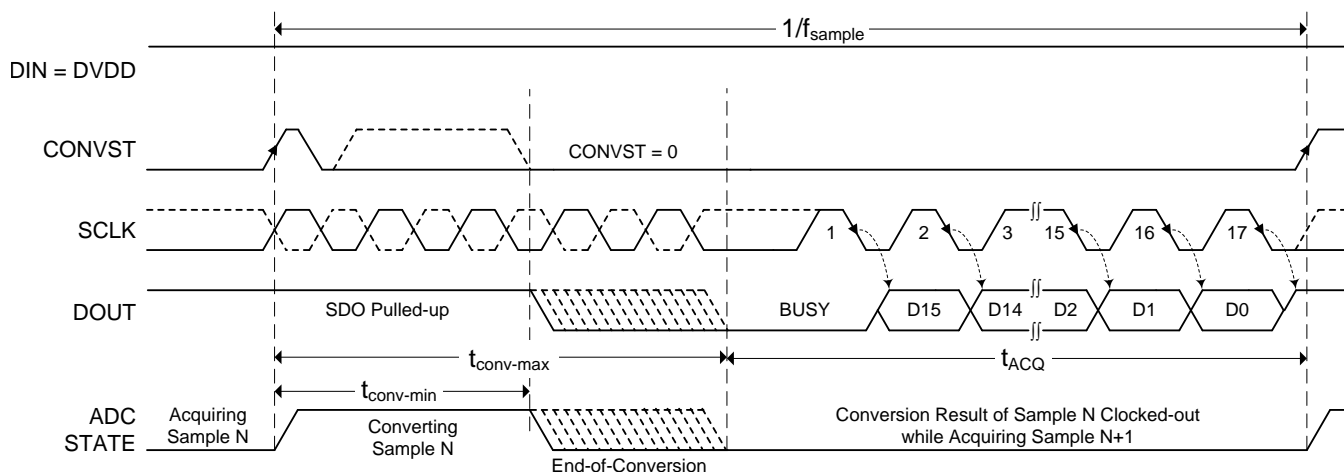 1/fsample
DIN = DVDD
CONVST
CONVST = 0
SCLK
1 2 3 15 16 17
DOUT
SDO Pulled-up
BUSY
D15 D14 D2 D1 D0
tconv-max
tACQ
tconv-min
ADC
STATE
Acquiring
Sample N
Converting
Sample N
End-of-Conversion
Conversion Result of Sample N Clocked-out
while Acquiring Sample N+1